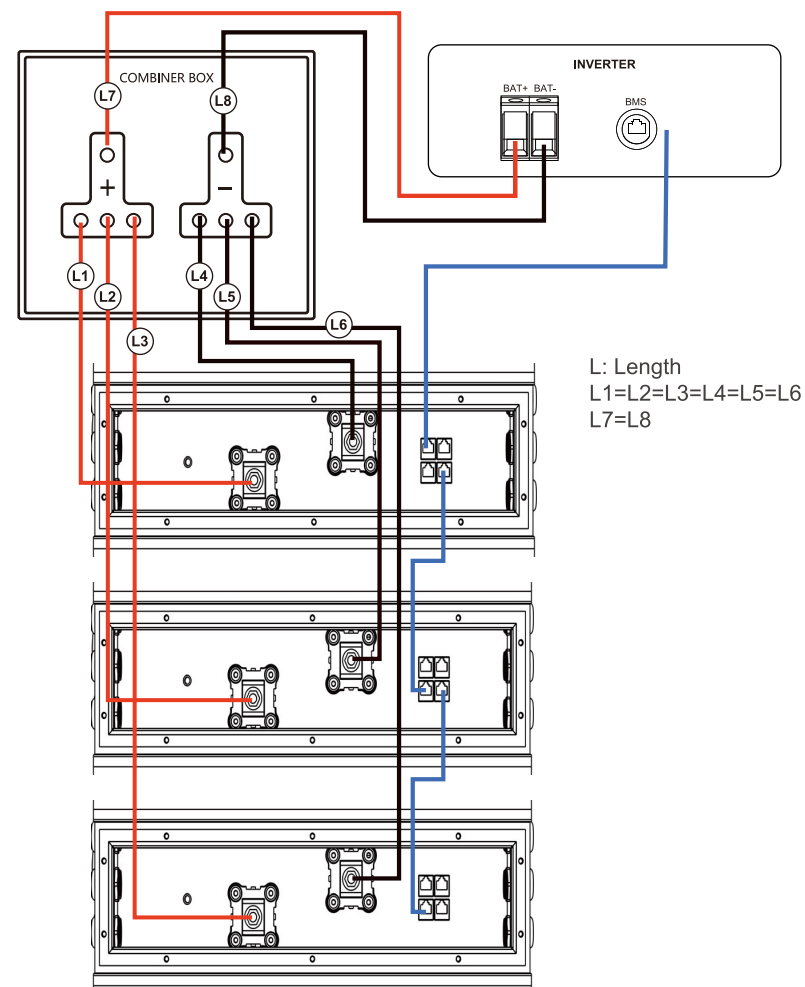 COMBINER BOX
L7
L8
+
−
L1
L2
L3
L4
L5
L6
INVERTER
BAT+ BAT-
BMS
L: Length
L1=L2=L3=L4=L5=L6
L7=L8